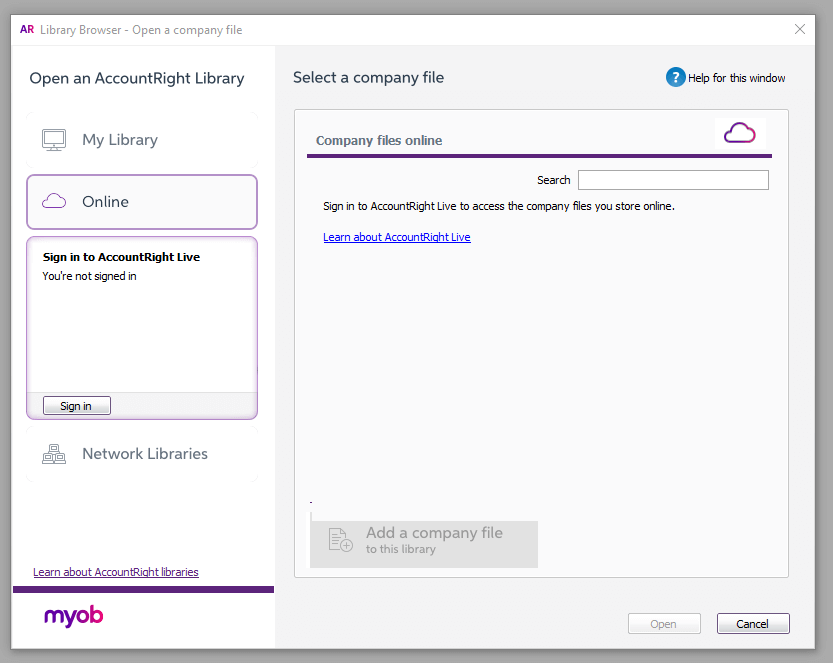 AR Library Browser - Open a company file
Open an AccountRight Library
My Library
Online
Sign in to AccountRight Live
You're not signed in
Sign in
Network Libraries
Learn about AccountRight libraries
myob
Select a company file
? Help for this window
Company files online
Search
Sign in to AccountRight Live to access the company files you store online.
Learn about AccountRight Live
.
Add a company file
to this library
Open
Cancel